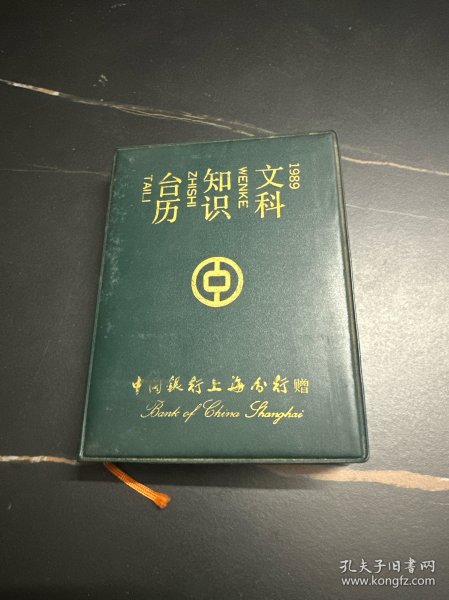 1989
文科
WENKE
知识
ZHISHI
台历
TAILI
中国银行上海分行赠
Bank of China Shanghai
孔夫子旧书网
www.kongfz.com